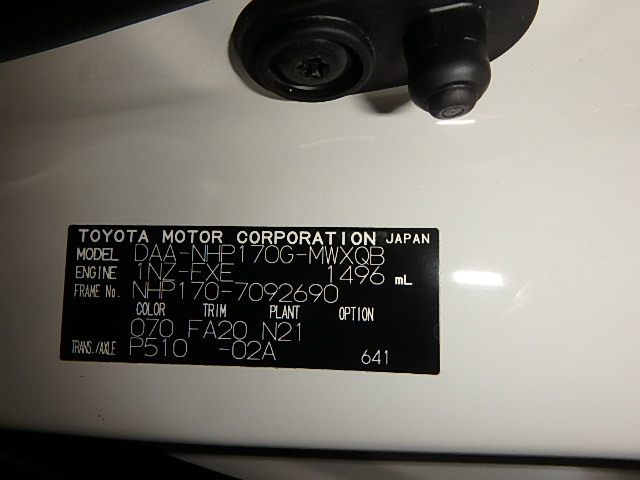 TOYOTA MOTOR CORPORATION JAPAN
MODEL DAA-NHP170G-MWXQB
ENGINE 1NZ-FXE 1496 mL
FRAME No. NHP170-7092690
COLOR TRIM PLANT OPTION
070 FA20 N21
TRANS./AXLE P510 -02A 641